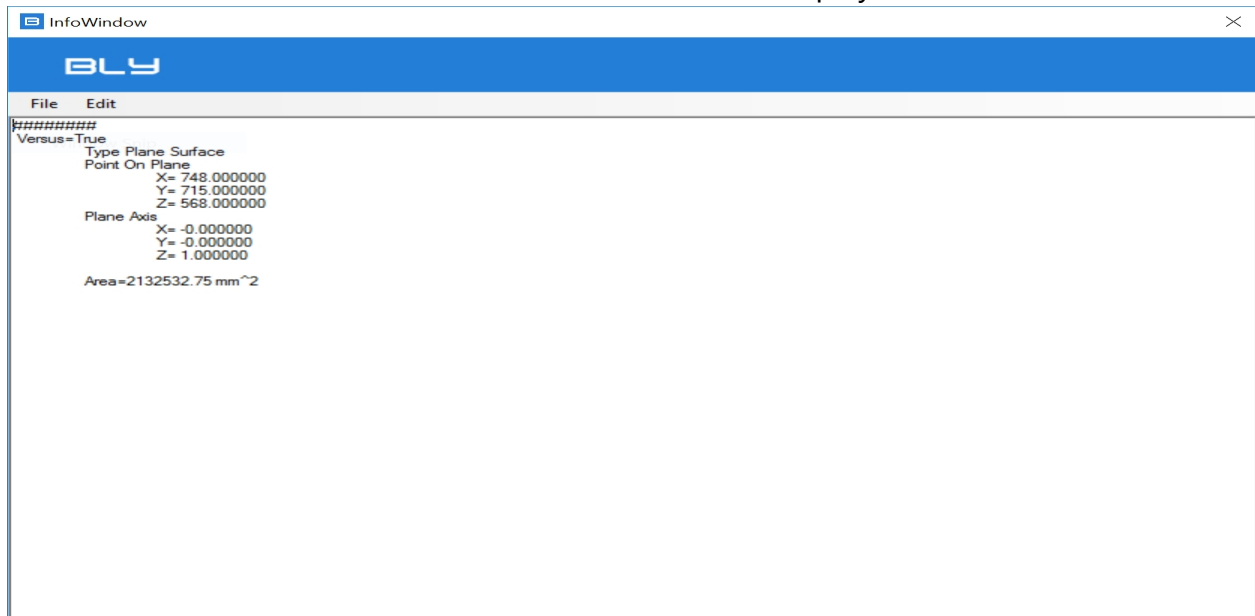 InfoWindow
BLY
File Edit
########
Versus=True
Type Plane Surface
Point On Plane
X= 748.000000
Y= 715.000000
Z= 568.000000
Plane Axis
X= -0.000000
Y= -0.000000
Z= 1.000000
Area=2132532.75 mm^2